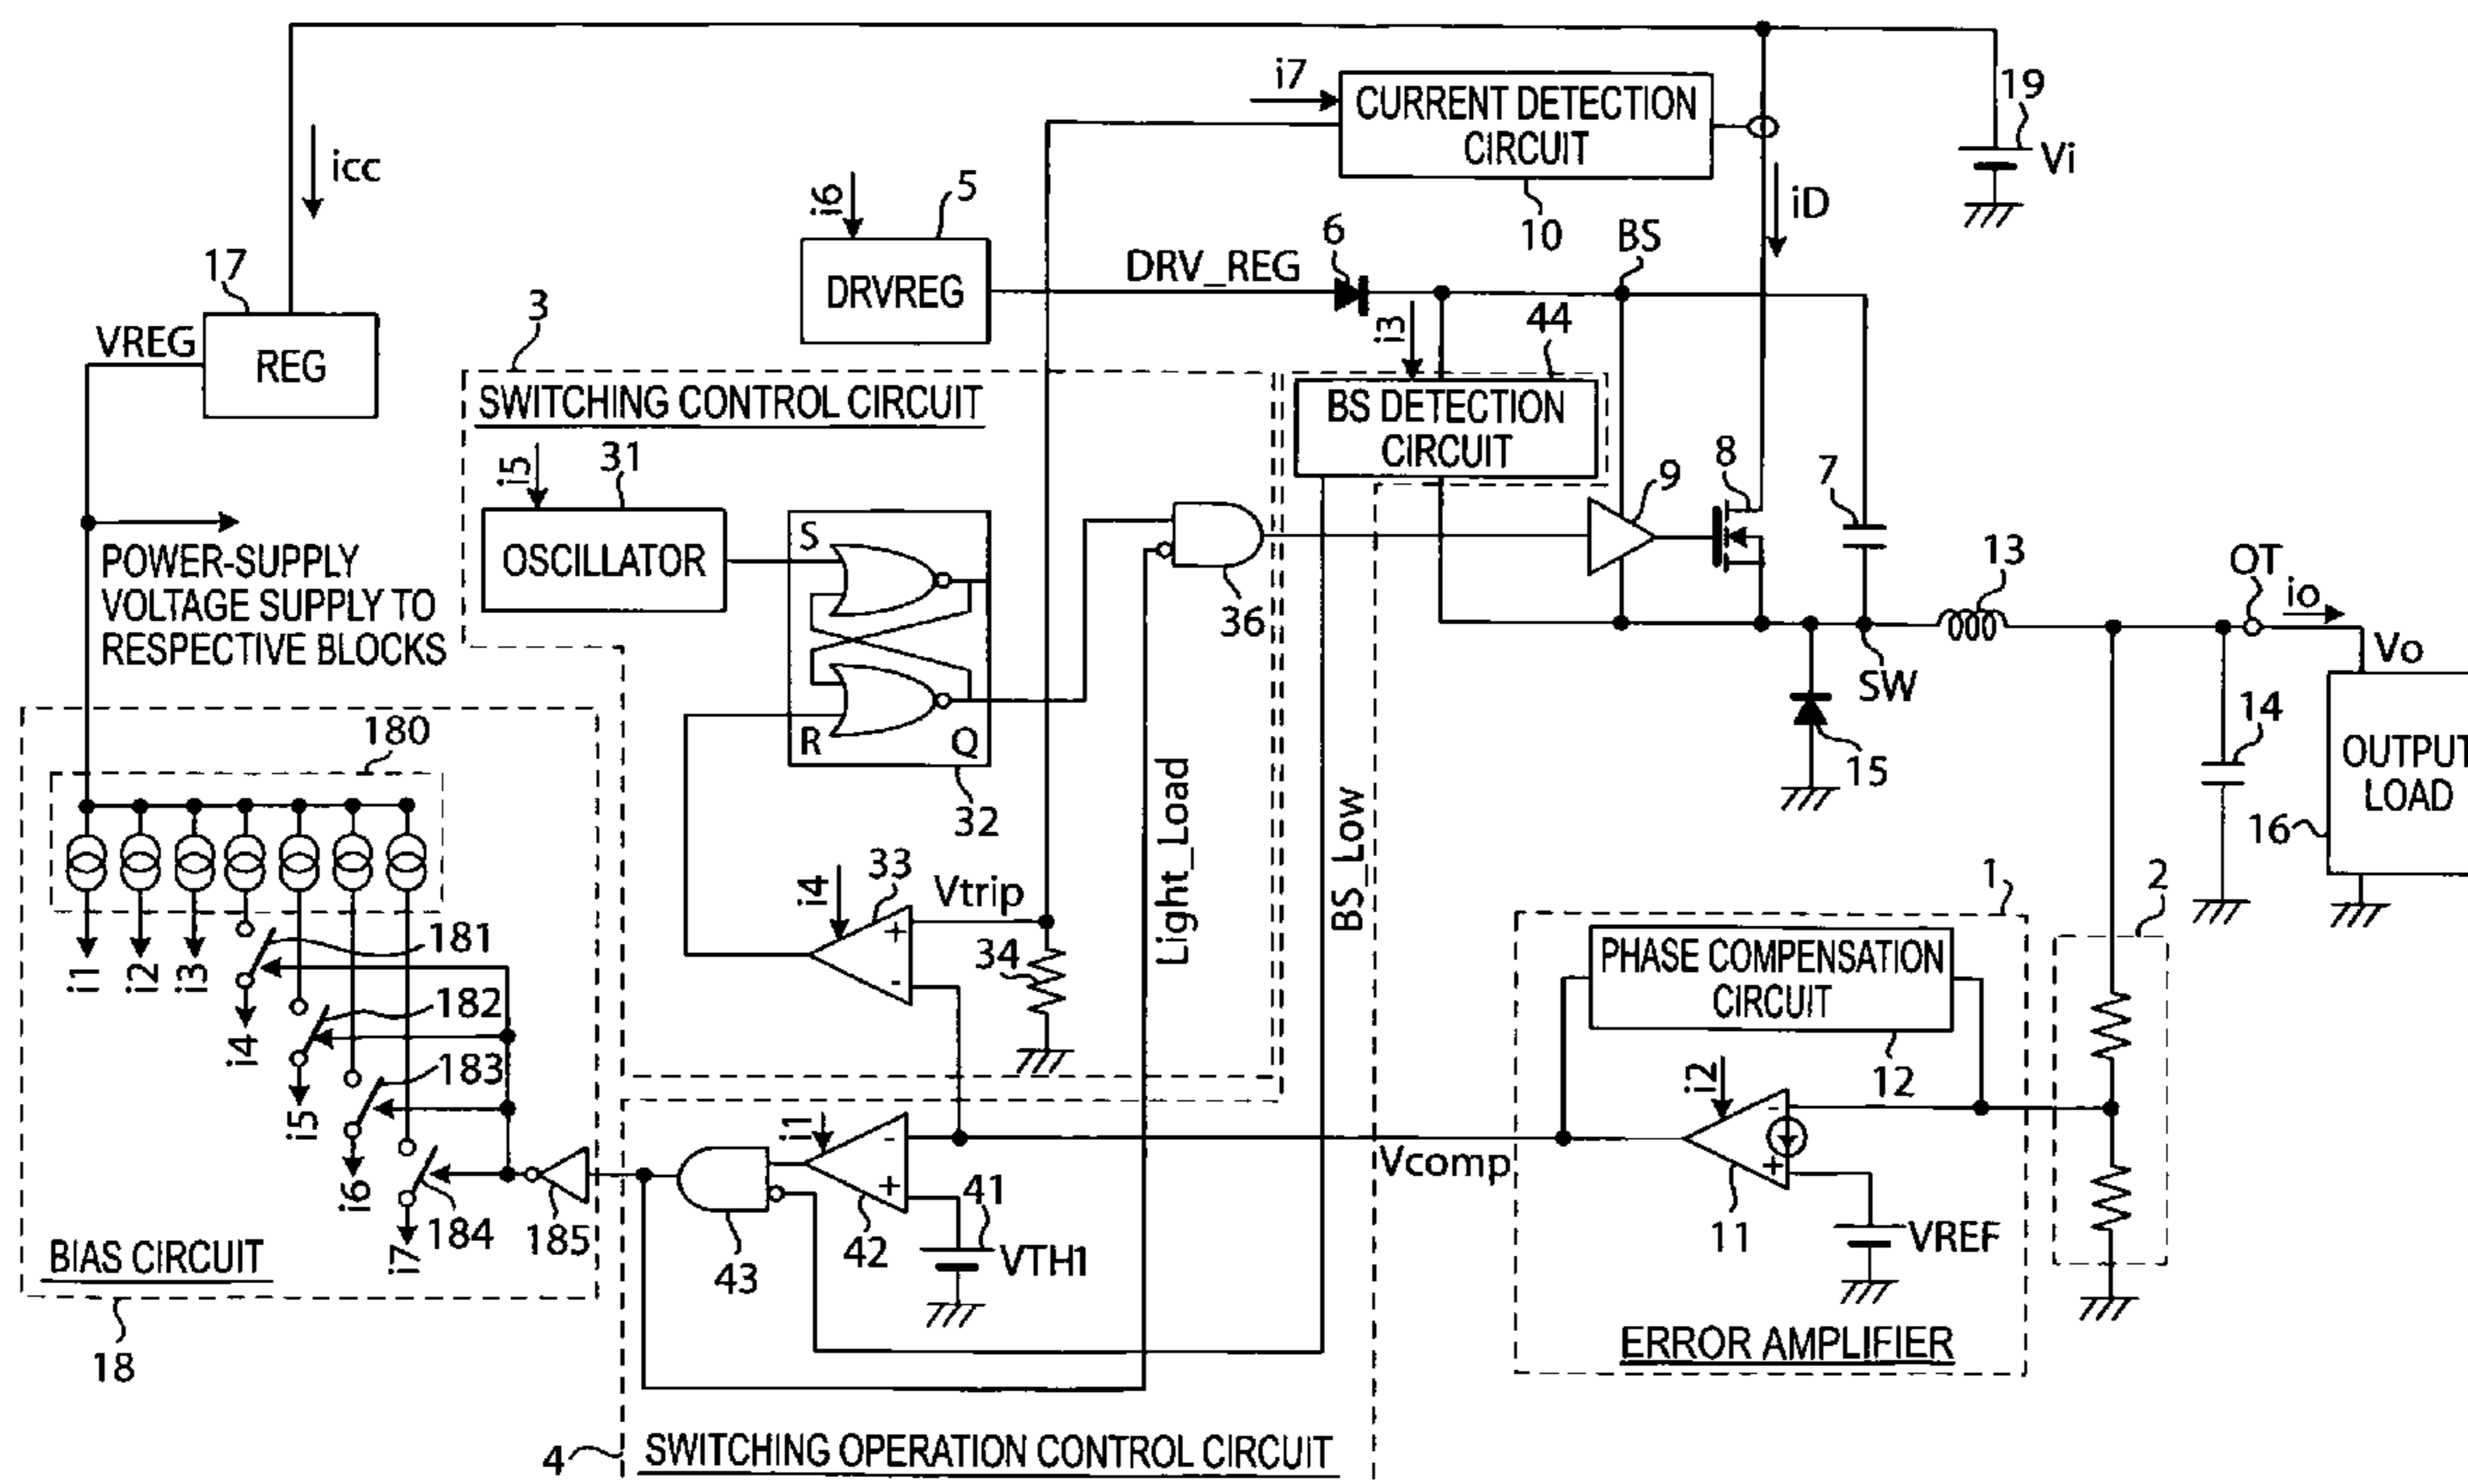 i7
CURRENT DETECTION
CIRCUIT
10
19
Vi
icc
iD
i6
5
DRVREG
DRV_REG
6
BS
17
VREG
REG
3
SWITCHING CONTROL CIRCUIT
i3
44
BS DETECTION
CIRCUIT
i5
31
OSCILLATOR
S
R
Q
32
36
9
8
7
13
OT
io
Vo
SW
15
14
OUTPUT
LOAD
16
POWER-SUPPLY
VOLTAGE SUPPLY TO
RESPECTIVE BLOCKS
180
i1
i2
i3
i4
i5
i6
i7
181
182
183
184
185
BIAS CIRCUIT
18
i4
33
Vtrip
34
Light_Load
BS_Low
i1
41
42
43
VTH1
4
SWITCHING OPERATION CONTROL CIRCUIT
Vcomp
1
PHASE COMPENSATION
CIRCUIT
12
i2
-
+
11
VREF
ERROR AMPLIFIER
2
+
-
-
+